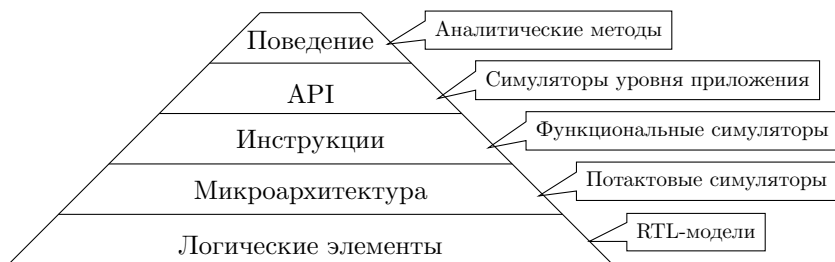 Поведение
Аналитические методы
API
Симуляторы уровня приложения
Инструкции
Функциональные симуляторы
Микроархитектура
Потактовые симуляторы
Логические элементы
RTL-модели